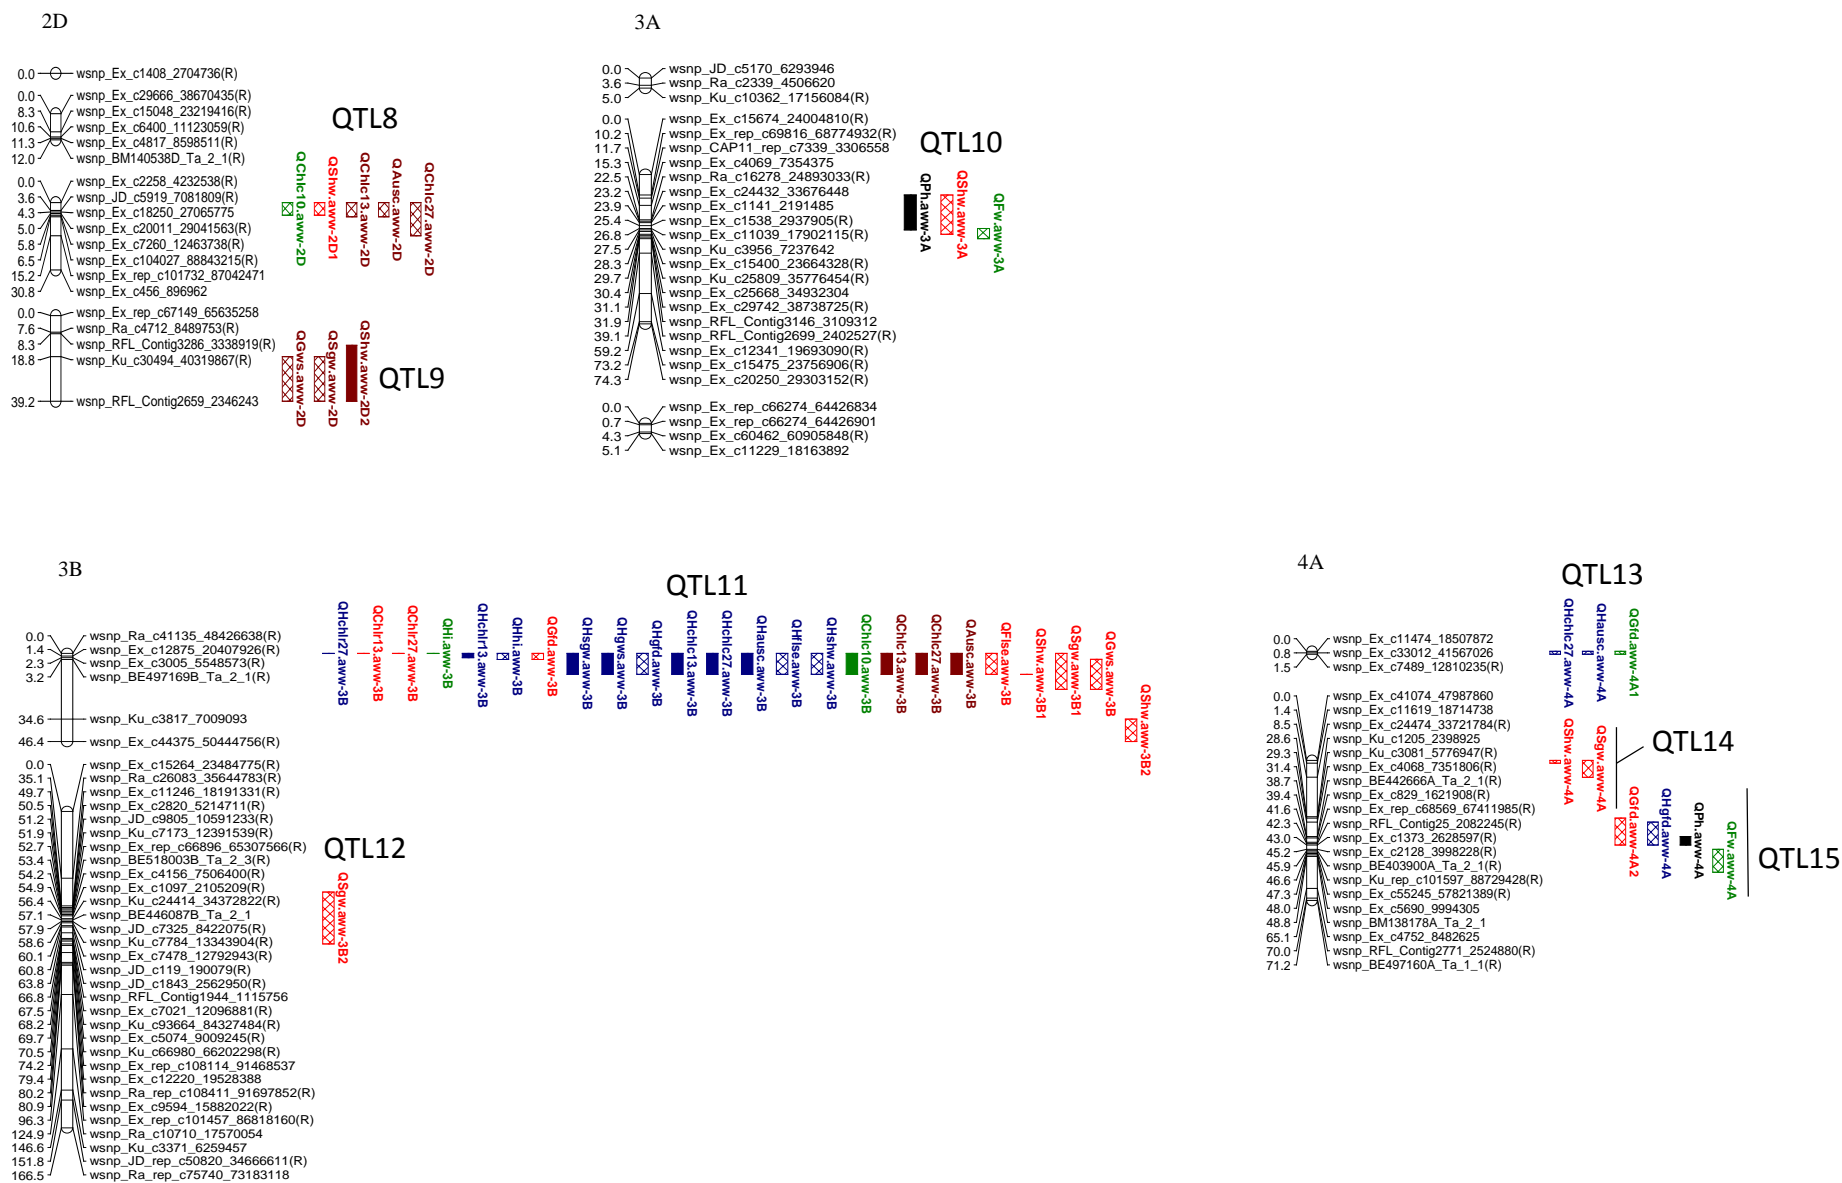 2D
0.0 wsnp_Ex_c1408_2704736(R)
0.0 wsnp_Ex_c29666_38670435(R)
8.3 wsnp_Ex_c15048_23219416(R)
10.6 wsnp_Ex_c6400_11123059(R)
11.3 wsnp_Ex_c4817_8598511(R)
12.0 wsnp_BM140538D_Ta_2_1(R)
0.0 wsnp_Ex_c2258_4232538(R)
3.6 wsnp_JD_c5919_7081809(R)
4.3 wsnp_Ex_c18250_27065775
5.0 wsnp_Ex_c20011_29041563(R)
5.8 wsnp_Ex_c7260_12463738(R)
6.5 wsnp_Ex_c104027_88843215(R)
15.2 wsnp_Ex_rep_c101732_87042471
30.8 wsnp_Ex_c456_896962
0.0 wsnp_Ex_rep_c67149_65635258
7.6 wsnp_Ra_c4712_8489753(R)
8.3 wsnp_RFL_Contig3286_3338919(R)
18.8 wsnp_Ku_c30494_40319867(R)
39.2 wsnp_RFL_Contig2659_2346243
QTL8
QChlc10.aww-2D
QShw.aww-2D1
QChlc13.aww-2D
QAusc.aww-2D
QChlc27.aww-2D
QGws.aww-2D
QSgw.aww-2D
QShw.aww-2D2
QTL9
3A
0.0 wsnp_JD_c5170_6293946
3.6 wsnp_Ra_c2339_4506620
5.0 wsnp_Ku_c10362_17156084(R)
0.0 wsnp_Ex_c15674_24004810(R)
10.2 wsnp_Ex_rep_c69816_68774932(R)
11.7 wsnp_CAP11_rep_c7339_3306558
15.3 wsnp_Ex_c4069_7354375
22.5 wsnp_Ra_c16278_24893033(R)
23.2 wsnp_Ex_c24432_33676448
23.9 wsnp_Ex_c1141_2191485
25.4 wsnp_Ex_c1538_2937905(R)
26.8 wsnp_Ex_c11039_17902115(R)
27.5 wsnp_Ku_c3956_7237642
28.3 wsnp_Ex_c15400_23664328(R)
29.7 wsnp_Ku_c25809_35776454(R)
30.4 wsnp_Ex_c25668_34932304
31.1 wsnp_Ex_c29742_38738725(R)
31.9 wsnp_RFL_Contig3146_3109312
39.1 wsnp_RFL_Contig2699_2402527(R)
59.2 wsnp_Ex_c12341_19693090(R)
73.2 wsnp_Ex_c15475_23756906(R)
74.3 wsnp_Ex_c20250_29303152(R)
0.0 wsnp_Ex_rep_c66274_64426834
0.7 wsnp_Ex_rep_c66274_64426901
4.3 wsnp_Ex_c60462_60905848(R)
5.1 wsnp_Ex_c11229_18163892
QTL10
QPh.aww-3A
QShw.aww-3A
QFw.aww-3A
3B
0.0 wsnp_Ra_c41135_48426638(R)
1.4 wsnp_Ex_c12875_20407926(R)
2.3 wsnp_Ex_c3005_5548573(R)
3.2 wsnp_BE497169B_Ta_2_1(R)
34.6 wsnp_Ku_c3817_7009093
46.4 wsnp_Ex_c44375_50444756(R)
0.0 wsnp_Ex_c15264_23484775(R)
35.1 wsnp_Ra_c26083_35644783(R)
49.7 wsnp_Ex_c11246_18191331(R)
50.5 wsnp_Ex_c2820_5214711(R)
51.2 wsnp_JD_c9805_10591233(R)
51.9 wsnp_Ku_c7173_12391539(R)
52.7 wsnp_Ex_rep_c66896_65307566(R)
53.4 wsnp_BE518003B_Ta_2_3(R)
54.2 wsnp_Ex_c4156_7506400(R)
54.9 wsnp_Ex_c1097_2105209(R)
56.4 wsnp_Ku_c24414_34372822(R)
57.1 wsnp_BE446087B_Ta_2_1
57.9 wsnp_JD_c7325_8422075(R)
58.6 wsnp_Ku_c7784_13343904(R)
60.1 wsnp_Ex_c7478_12792943(R)
60.8 wsnp_JD_c119_190079(R)
63.8 wsnp_JD_c1843_2562950(R)
66.8 wsnp_RFL_Contig1944_1115756
67.5 wsnp_Ex_c7021_12096881(R)
68.2 wsnp_Ku_c93664_84327484(R)
69.7 wsnp_Ex_c5074_9009245(R)
70.5 wsnp_Ku_c66980_66202298(R)
74.2 wsnp_Ex_rep_c108114_91468537
79.4 wsnp_Ex_c12220_19528388
80.2 wsnp_Ra_rep_c108411_91697852(R)
80.9 wsnp_Ex_c9594_15882022(R)
96.3 wsnp_Ex_rep_c101457_86818160(R)
124.9 wsnp_Ra_c10710_17570054
146.6 wsnp_Ku_c3371_6259457
151.8 wsnp_JD_rep_c50820_34666611(R)
166.5 wsnp_Ra_rep_c75740_73183118
QTL11
QHchlr27.aww-3B
QChlr13.aww-3B
QChlr27.aww-3B
QHi.aww-3B
QHchlr13.aww-3B
QHhi.aww-3B
QGfd.aww-3B
QHsgw.aww-3B
QHgws.aww-3B
QHgfd.aww-3B
QHchlc13.aww-3B
QHchlc27.aww-3B
QHausc.aww-3B
QHflse.aww-3B
QHshw.aww-3B
QChlc10.aww-3B
QChlc13.aww-3B
QChlc27.aww-3B
QAusc.aww-3B
QFlse.aww-3B
QShw.aww-3B1
QSgw.aww-3B1
QGws.aww-3B
QShw.aww-3B2
QTL12
QSgw.aww-3B2
4A
0.0 wsnp_Ex_c11474_18507872
0.8 wsnp_Ex_c33012_41567026
1.5 wsnp_Ex_c7489_12810235(R)
0.0 wsnp_Ex_c41074_47987860
1.4 wsnp_Ex_c11619_18714738
8.5 wsnp_Ex_c24474_33721784(R)
28.6 wsnp_Ku_c1205_2398925
29.3 wsnp_Ku_c3081_5776947(R)
31.4 wsnp_Ex_c4068_7351806(R)
38.7 wsnp_BE442666A_Ta_2_1(R)
39.4 wsnp_Ex_c829_1621908(R)
41.6 wsnp_Ex_rep_c68569_67411985(R)
42.3 wsnp_RFL_Contig25_2082245(R)
43.0 wsnp_Ex_c1373_2628597(R)
45.2 wsnp_Ex_c2128_3998228(R)
45.9 wsnp_BE403900A_Ta_2_1(R)
46.6 wsnp_Ku_rep_c101597_88729428(R)
47.3 wsnp_Ex_c55245_57821389(R)
48.0 wsnp_Ex_c5690_9994305
48.8 wsnp_BM138178A_Ta_2_1
65.1 wsnp_Ex_c4752_8482625
70.0 wsnp_RFL_Contig2771_2524880(R)
71.2 wsnp_BE497160A_Ta_1_1(R)
QTL13
QHchlc27.aww-4A
QHausc.aww-4A
QGfd.aww-4A1
QShw.aww-4A
QSgw.aww-4A
QTL14
QGfd.aww-4A2
QHgfd.aww-4A
QPh.aww-4A
QFw.aww-4A
QTL15